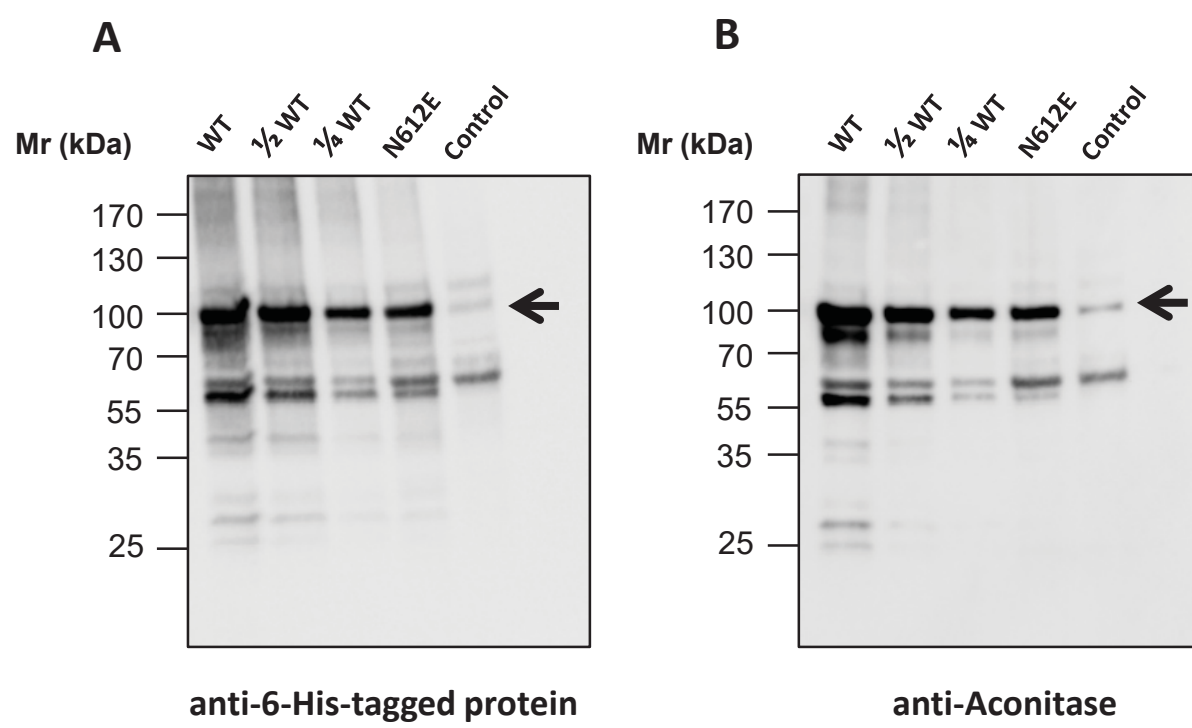 A
Mr (kDa)
WT
½ WT
¼ WT
N612E
Control
170
130
100
70
55
35
25
anti-6-His-tagged protein
B
Mr (kDa)
WT
½ WT
¼ WT
N612E
Control
170
130
100
70
55
35
25
anti-Aconitase